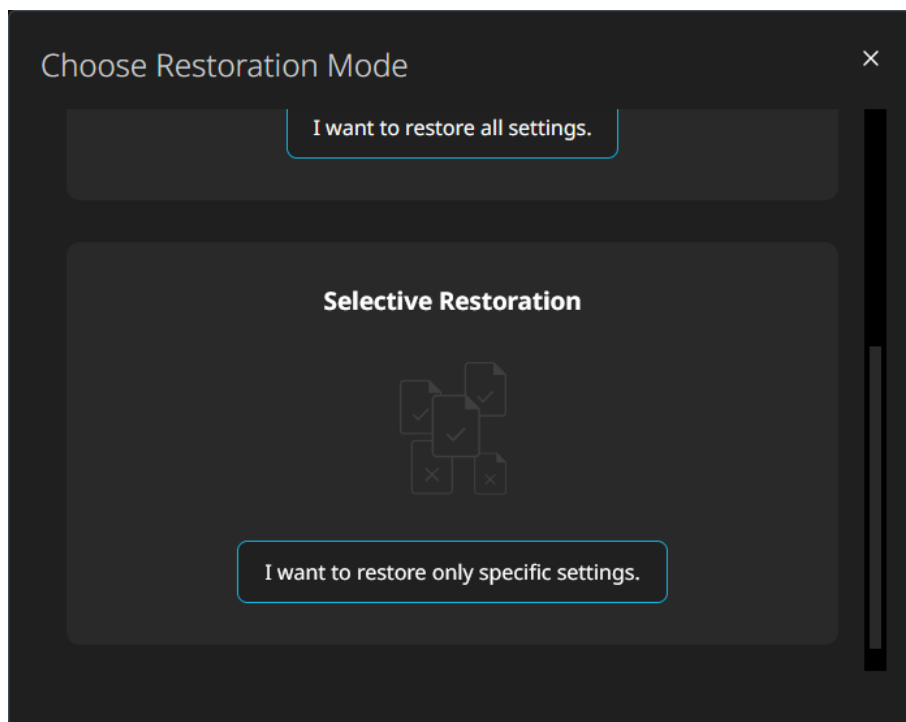 Choose Restoration Mode
I want to restore all settings.
Selective Restoration
I want to restore only specific settings.